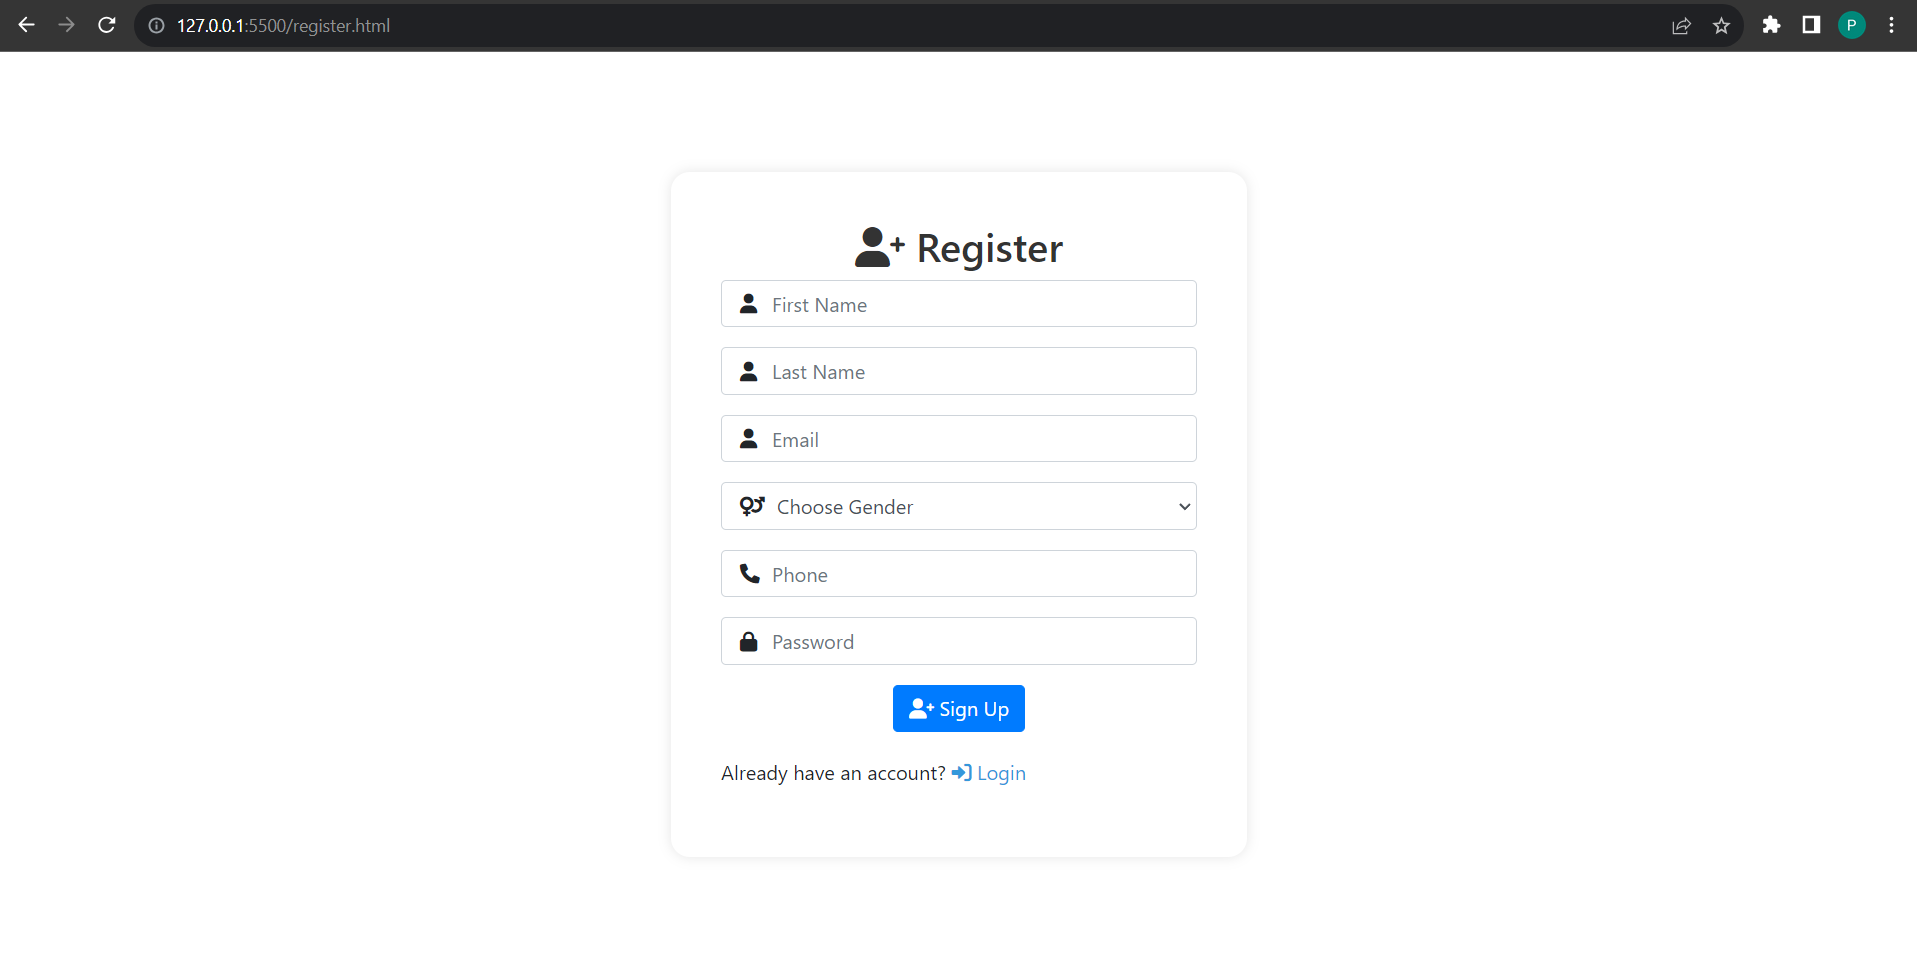 127.0.0.1:5500/register.html
P
Register
First Name
Last Name
Email
Choose Gender
Phone
Password
Sign Up
Already have an account? Login